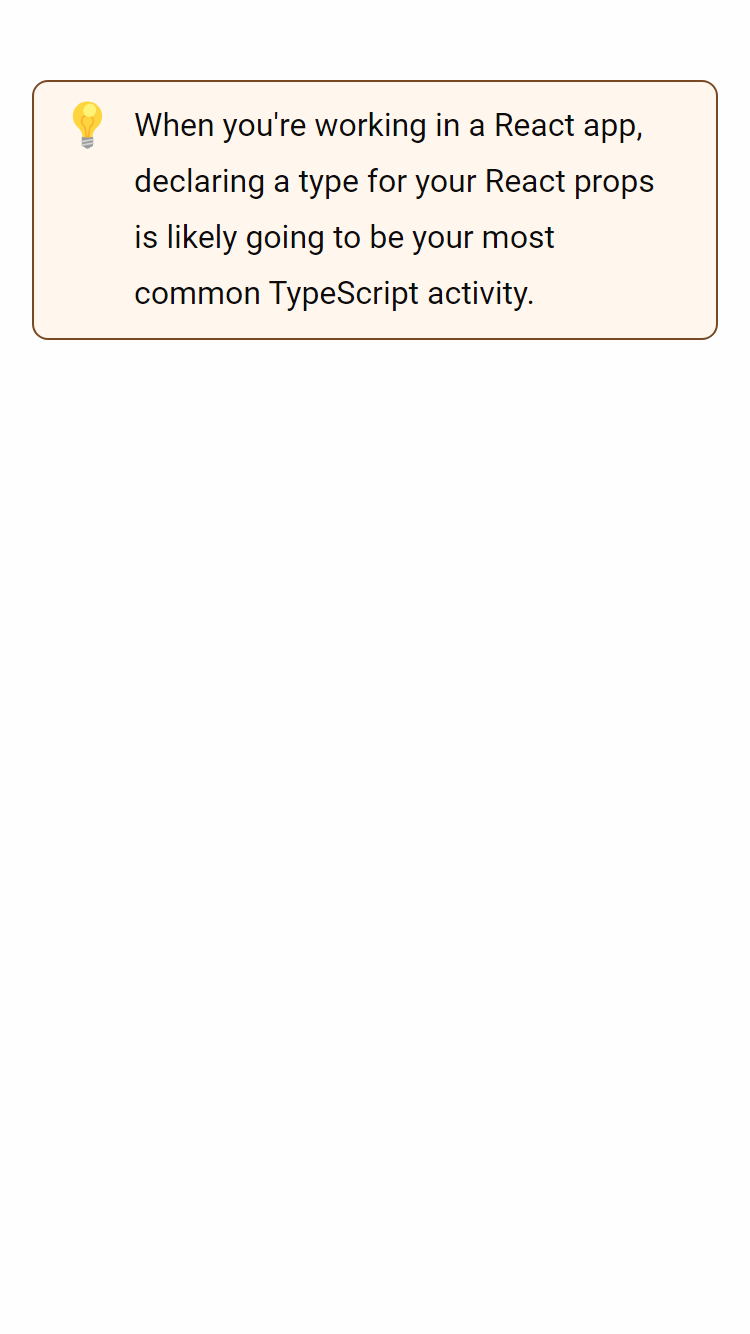 When you're working in a React app,
declaring a type for your React props
is likely going to be your most
common TypeScript activity.